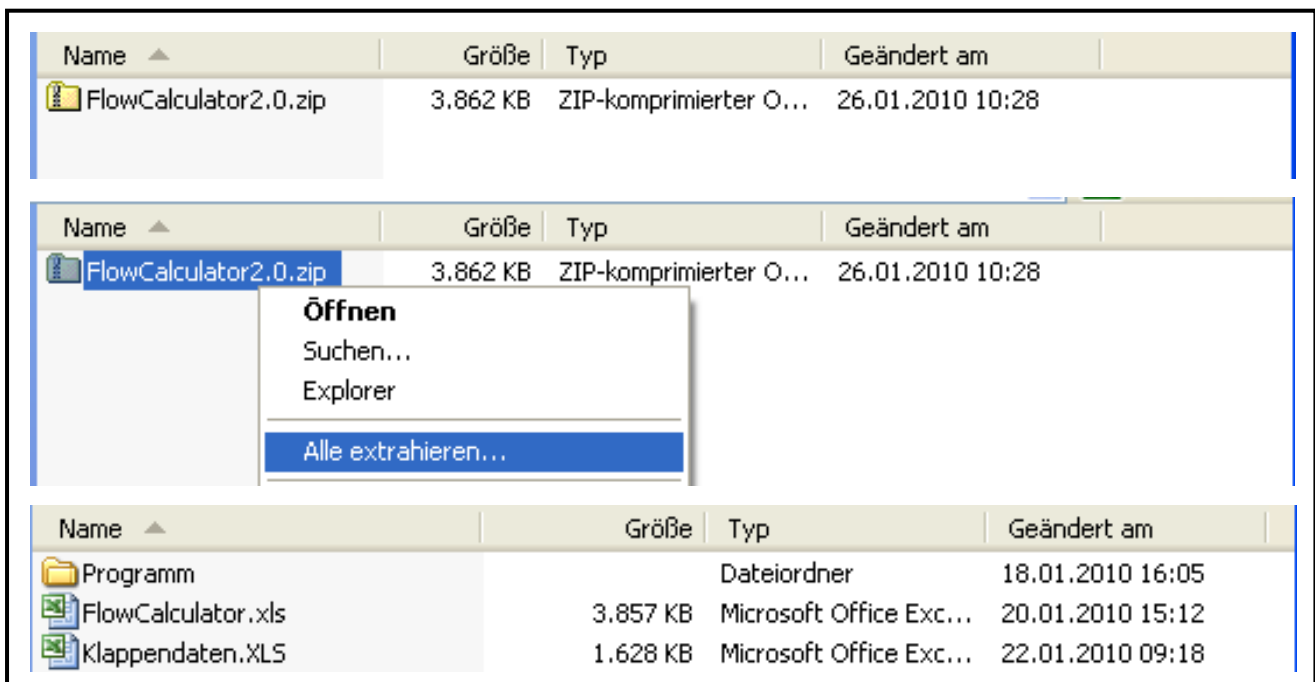 Name Größe Typ Geändert am
FlowCalculator2.0.zip 3.862 KB ZIP-komprimierter O... 26.01.2010 10:28
Name Größe Typ Geändert am
FlowCalculator2.0.zip 3.862 KB ZIP-komprimierter O... 26.01.2010 10:28
Öffnen
Suchen...
Explorer
Alle extrahieren...
Name Größe Typ Geändert am
Programm Dateiordner 18.01.2010 16:05
FlowCalculator.xls 3.857 KB Microsoft Office Exc... 20.01.2010 15:12
Klappendaten.XLS 1.628 KB Microsoft Office Exc... 22.01.2010 09:18